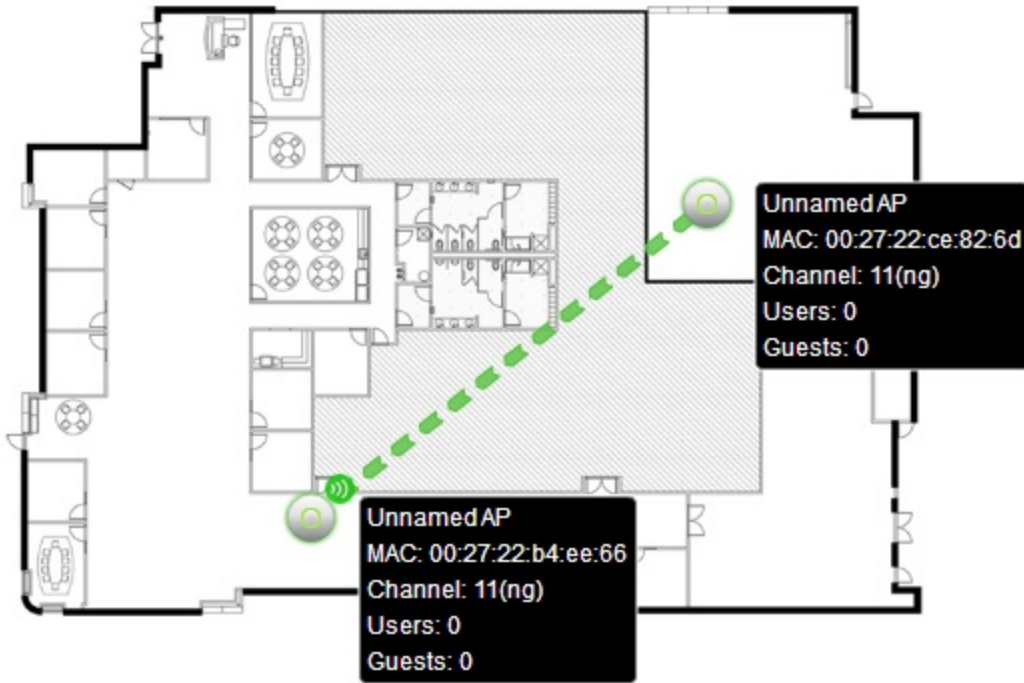 Unnamed AP
MAC: 00:27:22:ce:82:6d
Channel: 11(ng)
Users: 0
Guests: 0
Unnamed AP
MAC: 00:27:22:b4:ee:66
Channel: 11(ng)
Users: 0
Guests: 0